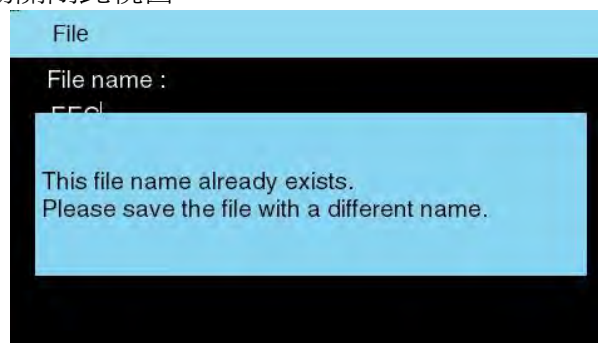 File
File name :
This file name already exists.
Please save the file with a different name.